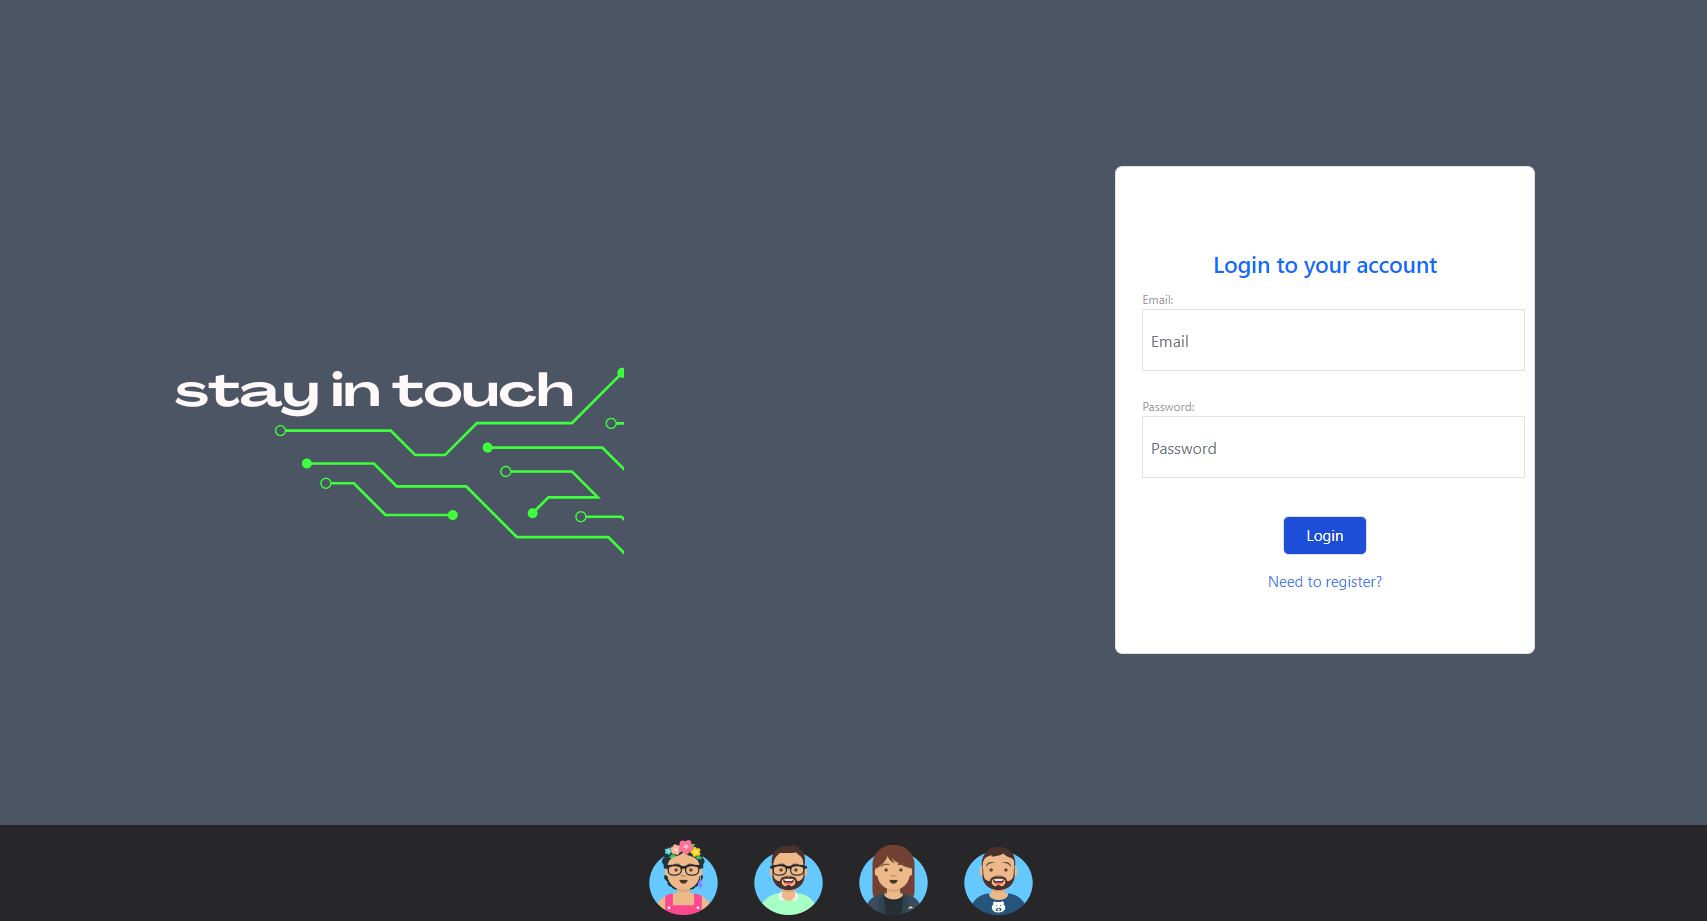 stay in touch
Login to your account
Email:
Email
Password:
Password
Login
Need to register?